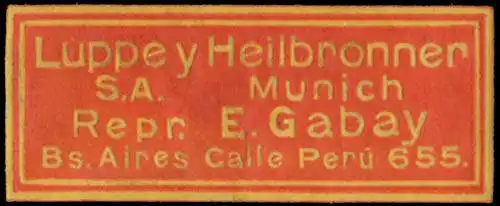 Luppe y Heilbronner
S.A. Munich
Repr. E. Gabay
Bs. Aires Calle Perú 655.